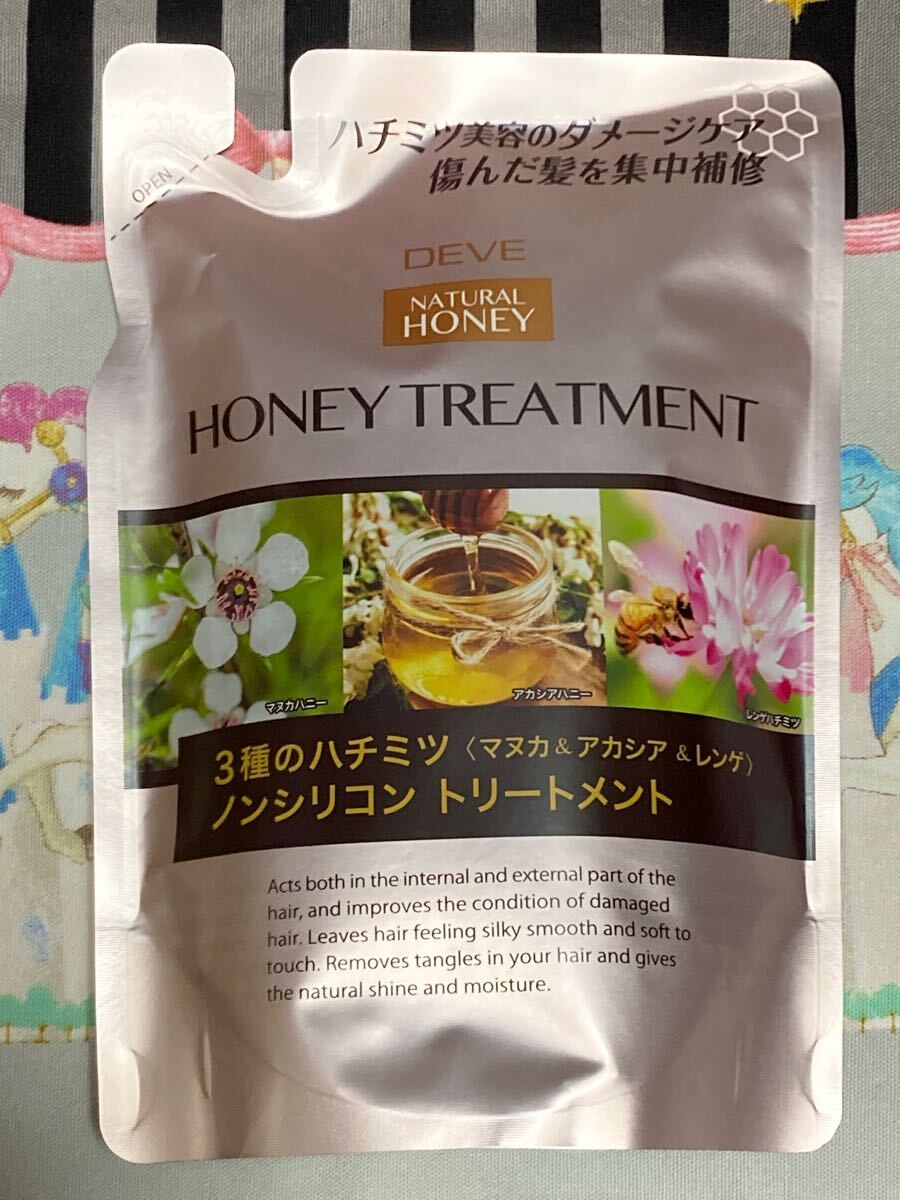 ハチミツ美容のダメージケア
傷んだ髪を集中補修
OPEN
DEVE
NATURAL
HONEY
HONEY TREATMENT
マヌカハニー
アカシアハニー
レンゲハチミツ
3種のハチミツ〈マヌカ&アカシア&レンゲ〉
ノンシリコン トリートメント
Acts both in the internal and external part of the
hair, and improves the condition of damaged
hair. Leaves hair feeling silky smooth and soft to
touch. Removes tangles in your hair and gives
the natural shine and moisture.